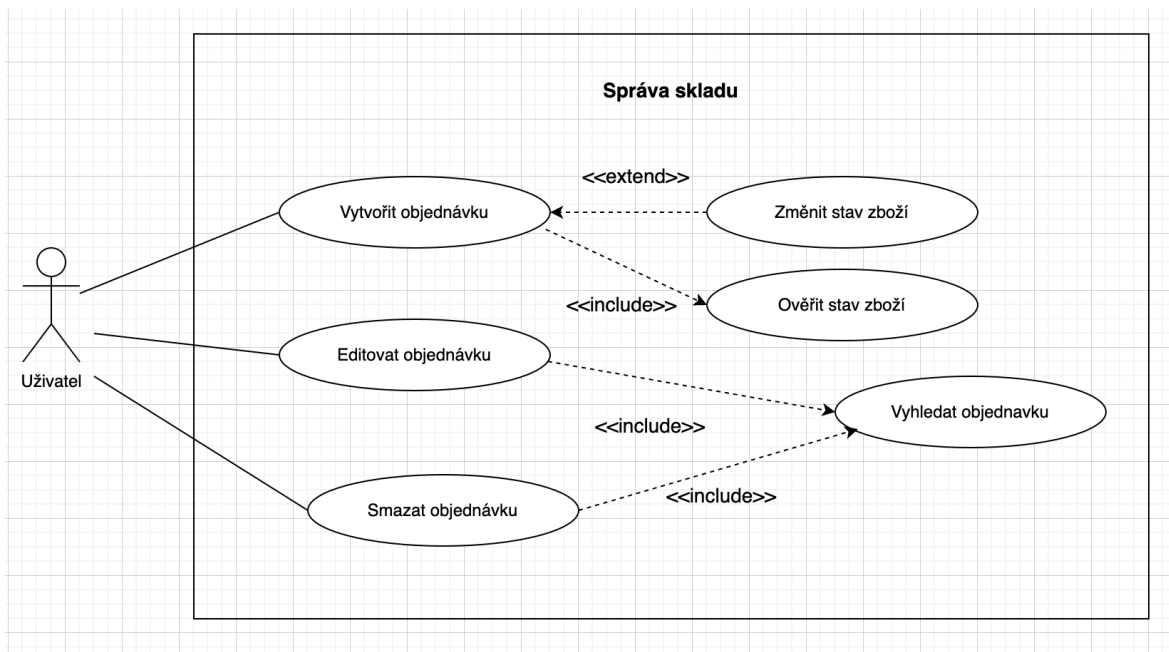 Správa skladu
<<extend>>
Vytvořit objednávku
Změnit stav zboží
<<include>>
Ověřit stav zboží
Editovat objednávku
Uživatel
Vyhledat objednavku
<<include>>
<<include>>
Smazat objednávku